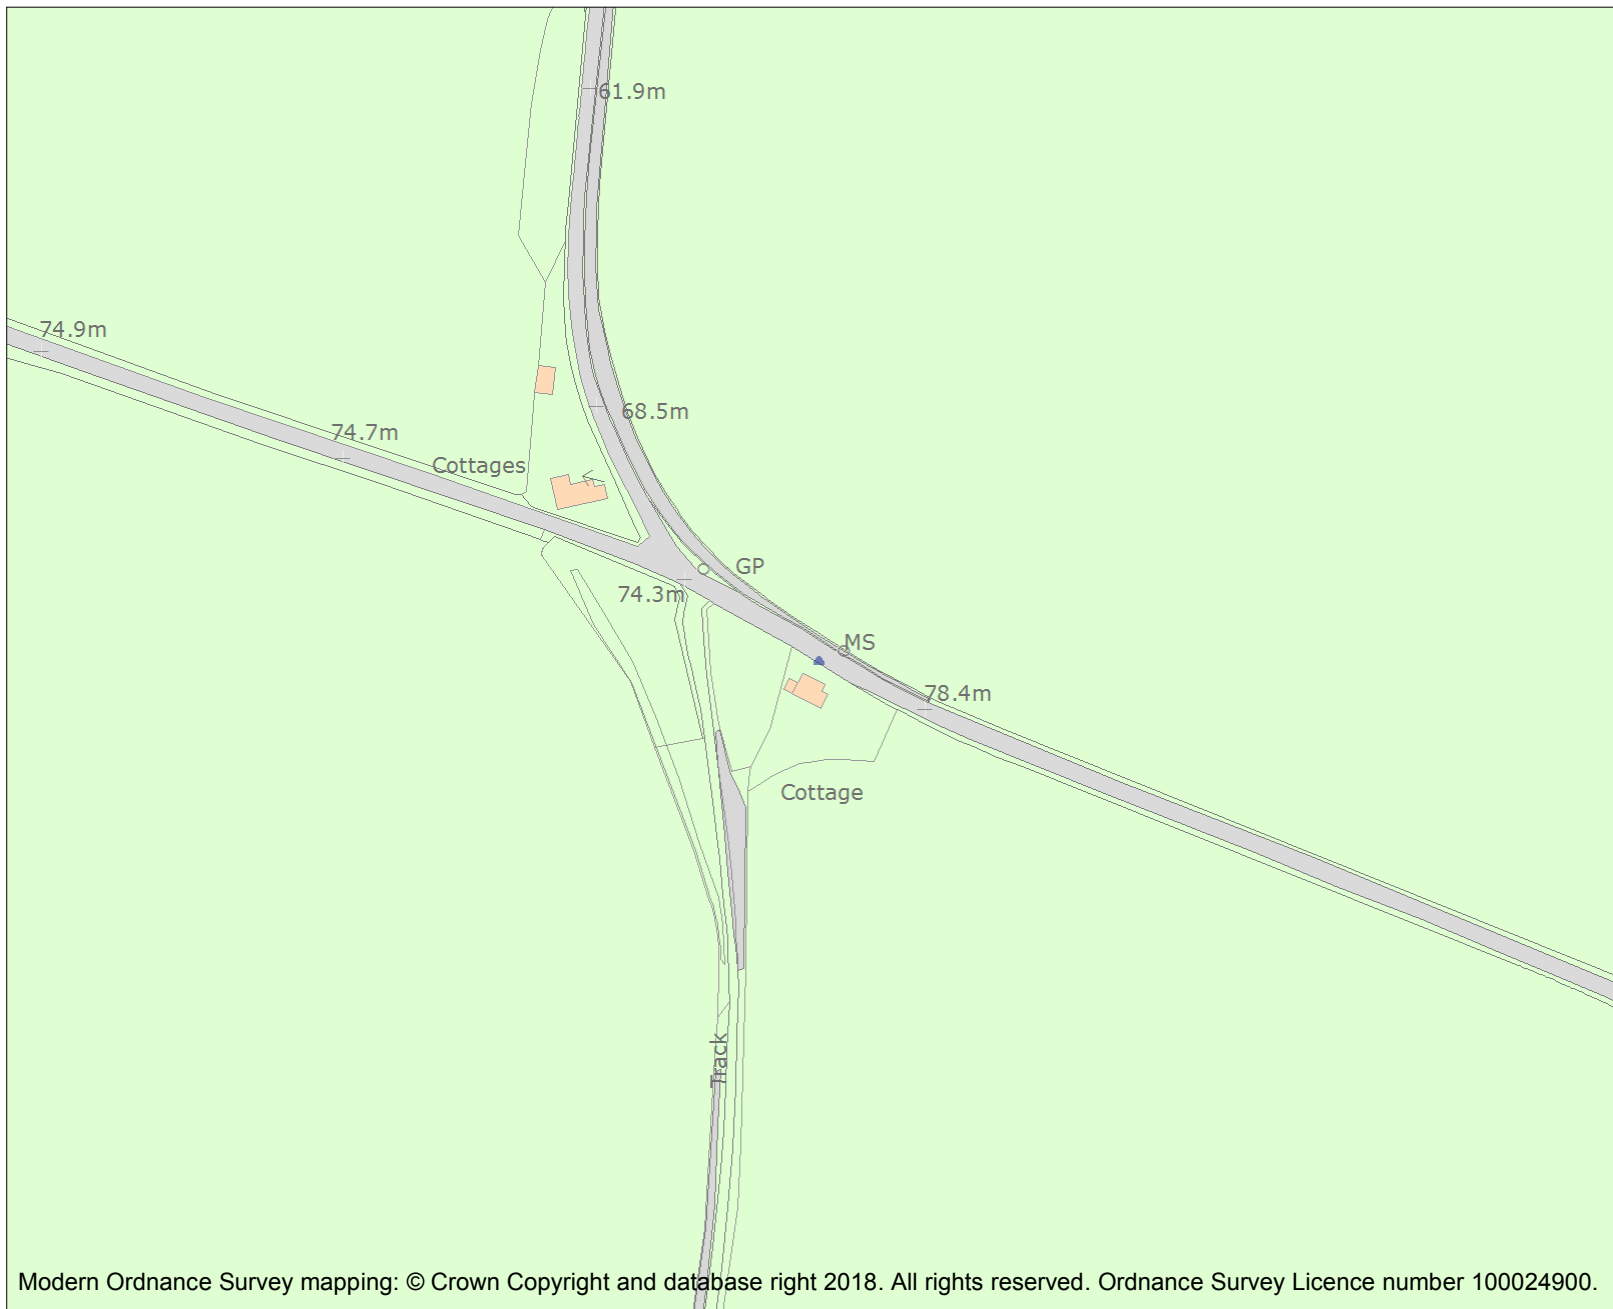 61.9m
74.9m
68.5m
74.7m
Cottages
GP
74.3m
MS
78.4m
Cottage
Track
Modern Ordnance Survey mapping: © Crown Copyright and database right 2018. All rights reserved. Ordnance Survey Licence number 100024900.